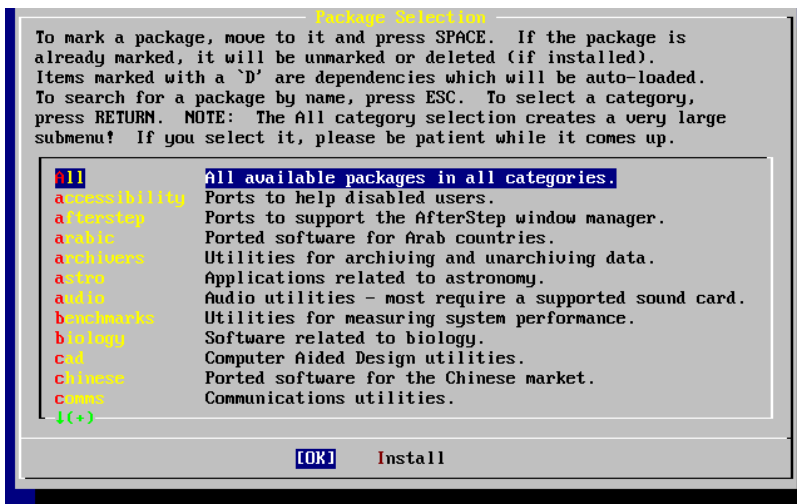 Package Selection
To mark a package, move to it and press SPACE.  If the package is
already marked, it will be unmarked or deleted (if installed).
Items marked with a `D' are dependencies which will be auto-loaded.
To search for a package by name, press ESC.  To select a category,
press RETURN.  NOTE:  The All category selection creates a very large
submenu!  If you select it, please be patient while it comes up.
All All available packages in all categories.
accessibility Ports to help disabled users.
afterstep Ports to support the AfterStep window manager.
arabic Ported software for Arab countries.
archivers Utilities for archiving and unarchiving data.
astro Applications related to astronomy.
audio Audio utilities - most require a supported sound card.
benchmarks Utilities for measuring system performance.
biology Software related to biology.
cad Computer Aided Design utilities.
chinese Ported software for the Chinese market.
comms Communications utilities.
↓(+)
[OK] Install